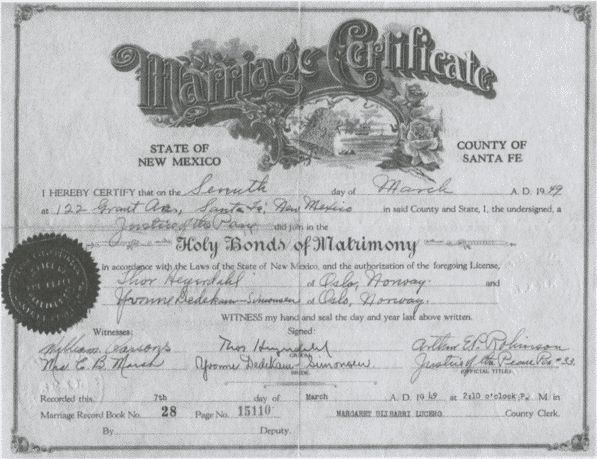 Marriage Certificate
STATE OF NEW MEXICO
COUNTY OF SANTA FE
I HEREBY CERTIFY that on the Seventh day of March A. D. 1949
at 122 Grant Ave, Santa Fe, New Mexico in said County and State, I, the undersigned, a
Justice of the Peace did join in the
Holy Bonds of Matrimony
in accordance with the Laws of the State of New Mexico, and the authorization of the foregoing License,
Thor Heyerdahl of Oslo, Norway. and
Yvonne Dedekam-Simonsen of Oslo, Norway.
WITNESS my hand and seal the day and year last above written.
Witnesses: Signed:
William Thor Heyerdahl Arthur Robinson
GROOM
Mrs. E. B. Marsh Yvonne Dedekam Simonsen Justice of the Peace Pct #33.
BRIDE OFFICIAL TITLE
Recorded this 7th day of March A. D. 1949 at 2:10 o'clock, P. M. in
Marriage Record Book No. 28 Page No. 15110 MARGARET LUCERO County Clerk.
By Deputy.